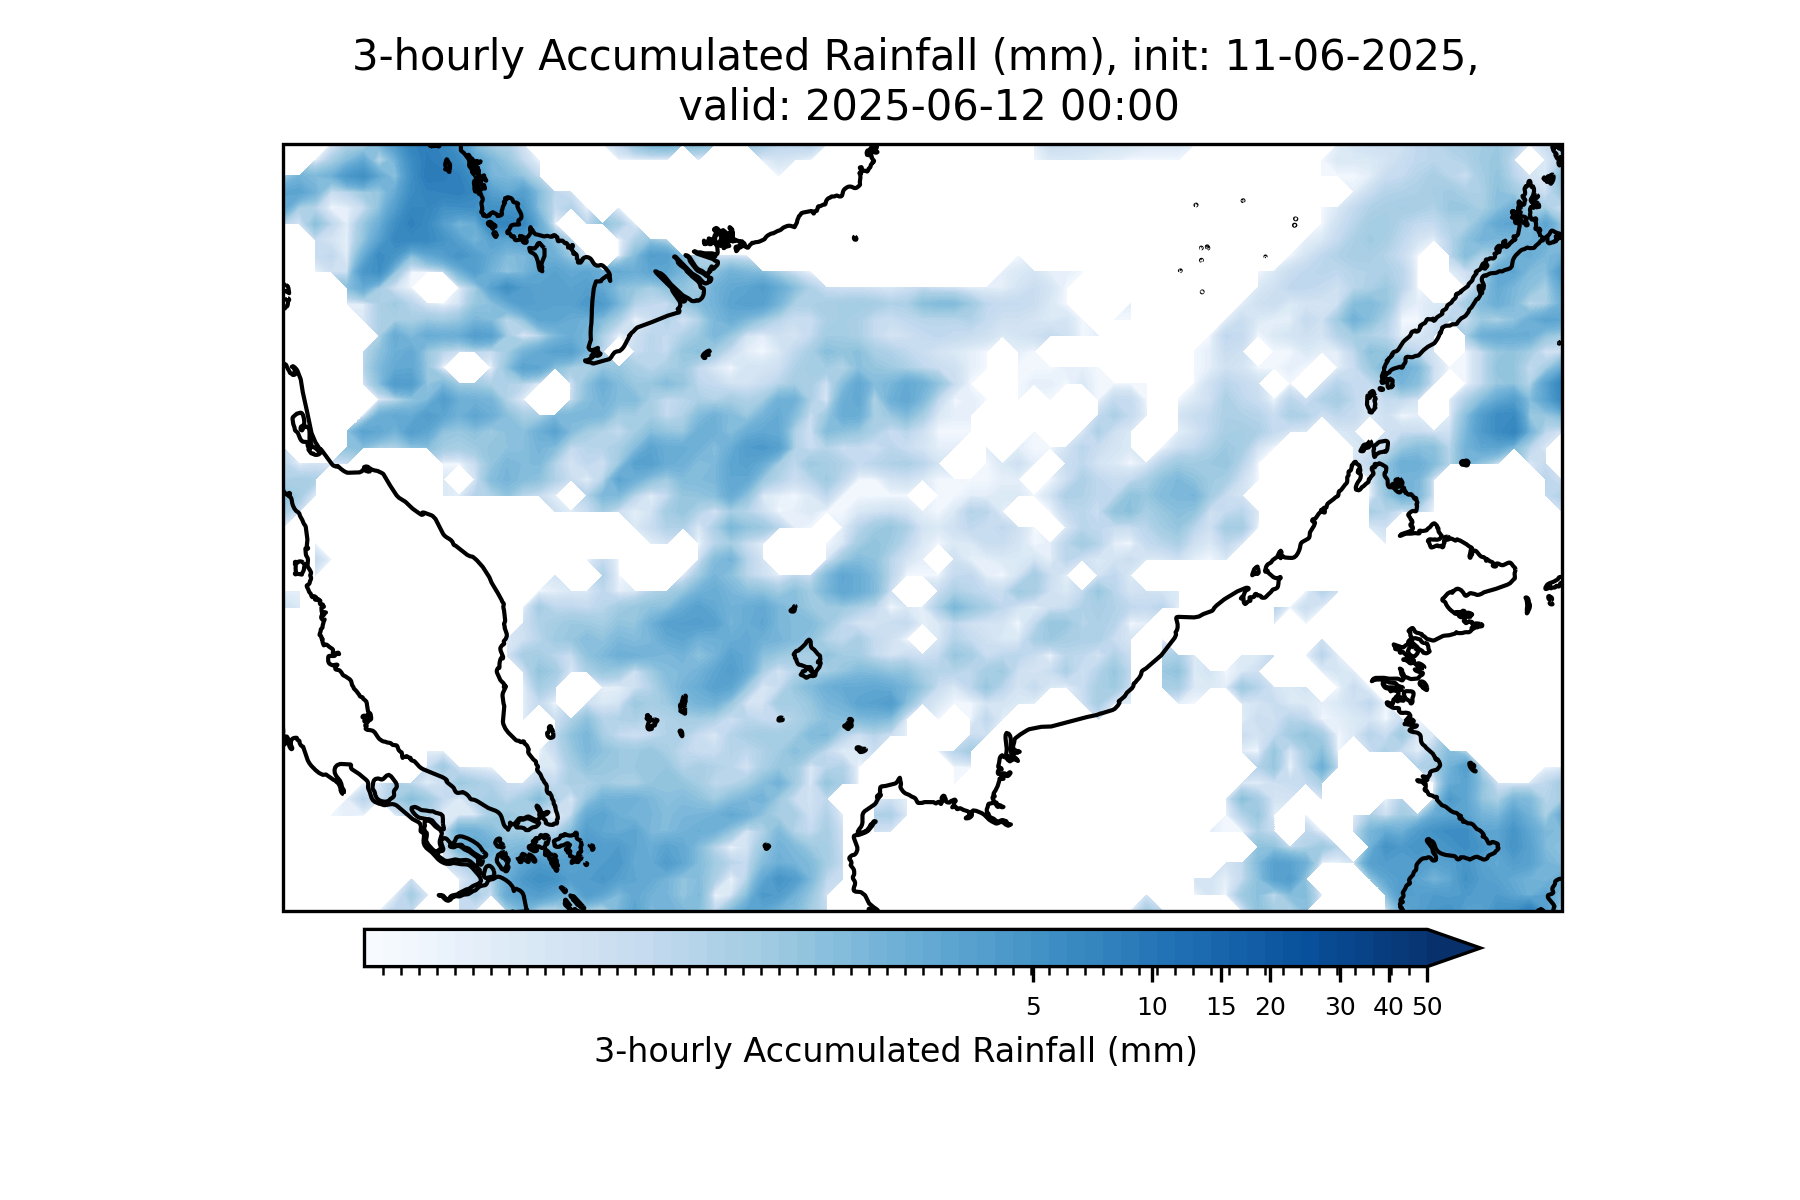 3-hourly Accumulated Rainfall (mm), init: 11-06-2025,
valid: 2025-06-12 00:00
5 10 15 20 30 40 50
3-hourly Accumulated Rainfall (mm)